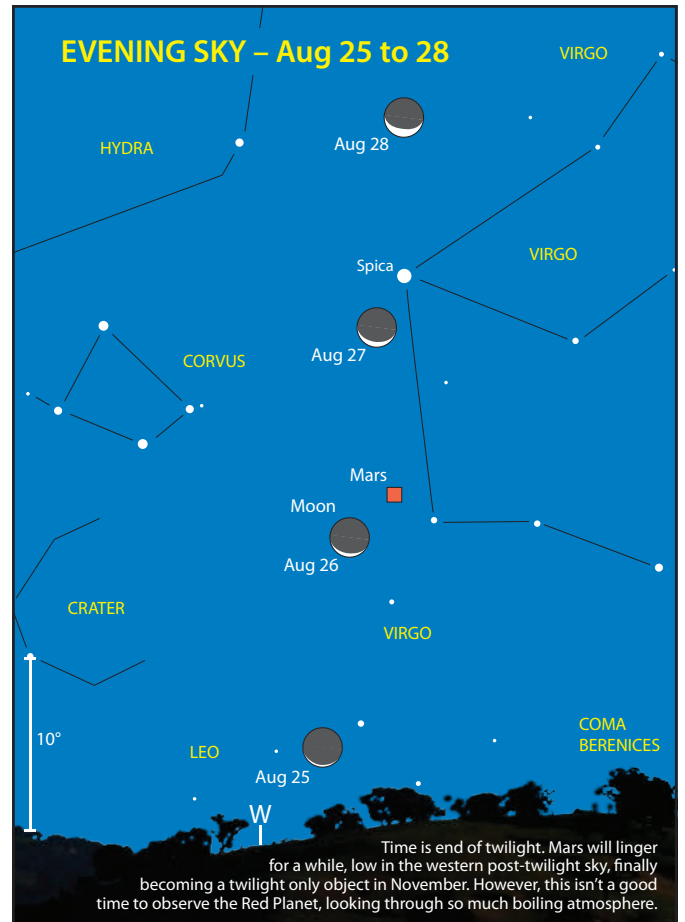 EVENING SKY – Aug 25 to 28
VIRGO
HYDRA
Aug 28
Spica
VIRGO
Aug 27
CORVUS
Mars
Moon
Aug 26
CRATER
VIRGO
10°
LEO
COMA
BERENICES
Aug 25
W
Time is end of twilight. Mars will linger
for a while, low in the western post-twilight sky, finally
becoming a twilight only object in November. However, this isn’t a good
time to observe the Red Planet, looking through so much boiling atmosphere.